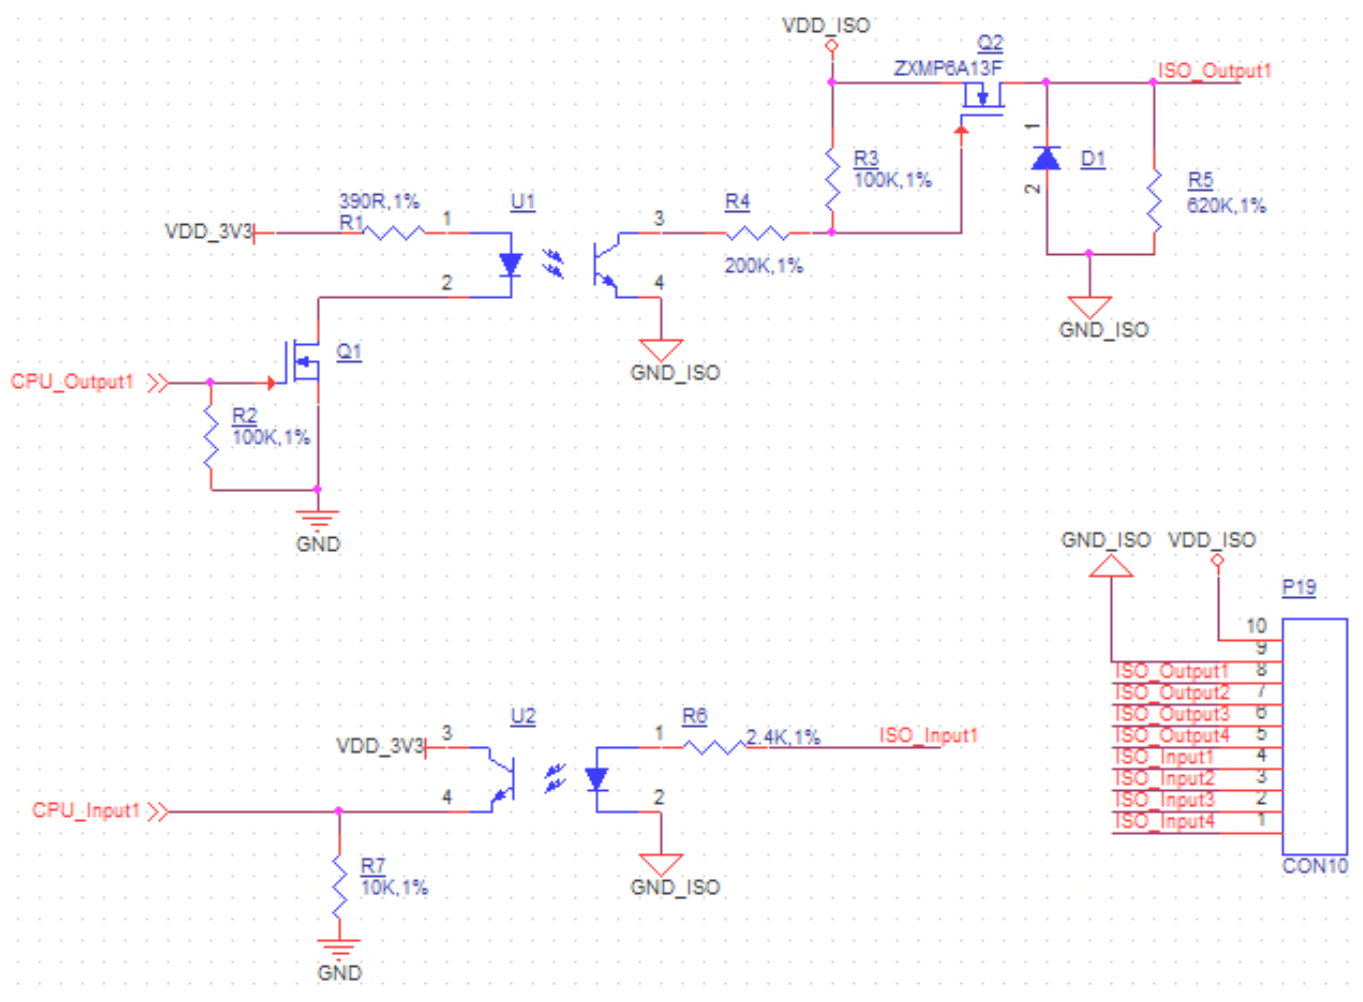 VDD_ISO
Q2
ZXMP6A13F
ISO_Output1
1
D1
2
R3
100K,1%
R5
620K,1%
390R,1%
R1
VDD_3V3
1
U1
2
3
R4
200K,1%
4
GND_ISO
GND_ISO
Q1
CPU_Output1
R2
100K,1%
GND
GND_ISO
VDD_ISO
P19
10
9
ISO_Output1 8
ISO_Output2 7
ISO_Output3 6
ISO_Output4 5
ISO_Input1 4
ISO_Input2 3
ISO_Input3 2
ISO_Input4 1
CON10
VDD_3V3
3
U2
1
R6
2.4K,1%
ISO_Input1
CPU_Input1
4
2
GND_ISO
R7
10K,1%
GND